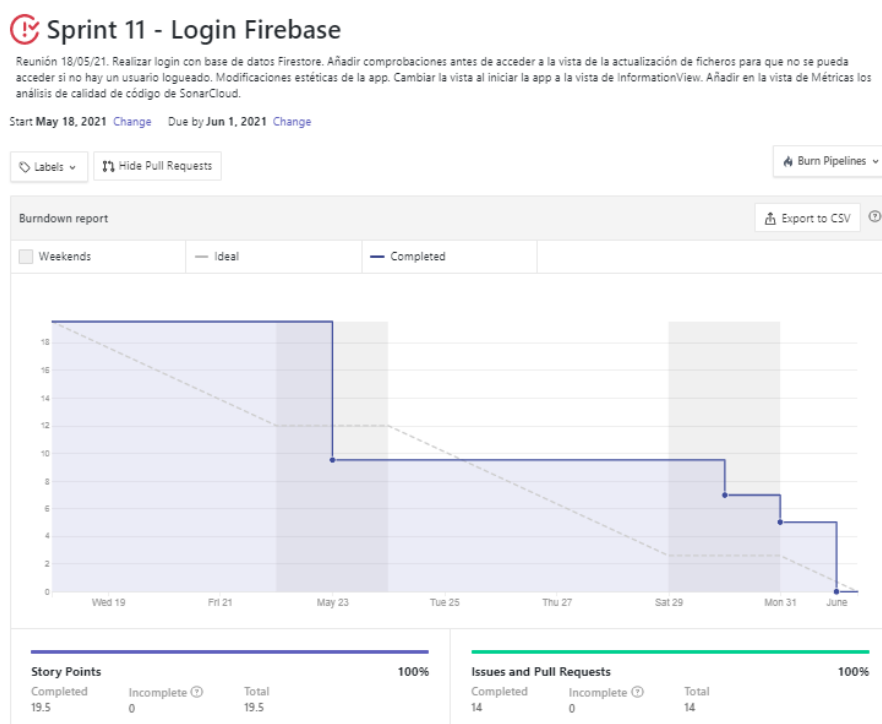 Sprint 11 - Login Firebase
Reunión 18/05/21. Realizar login con base de datos Firestore. Añadir comprobaciones antes de acceder a la vista de la actualización de ficheros para que no se pueda
acceder si no hay un usuario logueado. Modificaciones estéticas de la app. Cambiar la vista al iniciar la app a la vista de InformationView. Añadir en la vista de Métricas los
análisis de calidad de código de SonarCloud.
Start May 18, 2021 Change Due by Jun 1, 2021 Change
Labels Hide Pull Requests Burn Pipelines
Burndown report Export to CSV
Weekends Ideal Completed
18
16
14
12
10
8
6
4
2
0
Wed 19 Fri 21 May 23 Tue 25 Thu 27 Sat 29 Mon 31 June
Story Points 100% Issues and Pull Requests 100%
Completed Incomplete Total Completed Incomplete Total
19.5 0 19.5 14 0 14